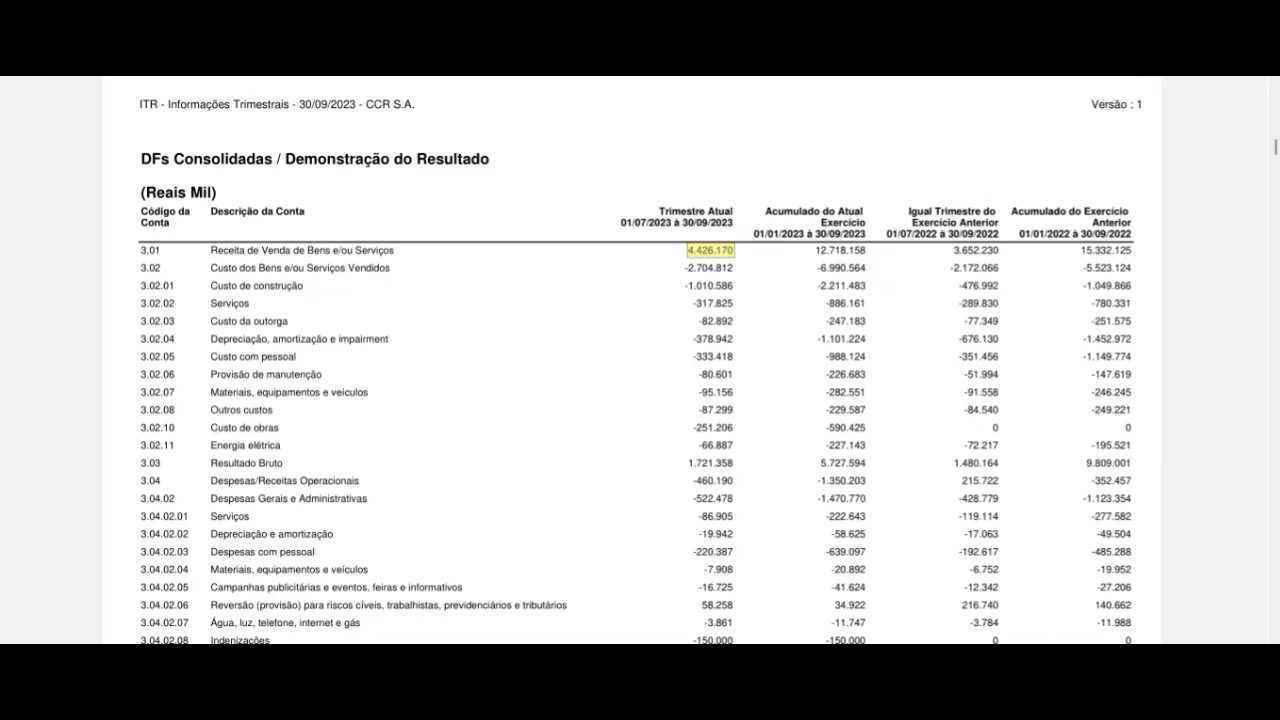 ITR - Informações Trimestrais - 30/09/2023 - CCR S.A. Versão : 1
DFs Consolidadas / Demonstração do Resultado
(Reais Mil)
Código da Conta Descrição da Conta Trimestre Atual 01/07/2023 à 30/09/2023 Acumulado do Atual Exercício 01/01/2023 à 30/09/2023 Igual Trimestre do Exercício Anterior 01/07/2022 à 30/09/2022 Acumulado do Exercício Anterior 01/01/2022 à 30/09/2022
3.01 Receita de Venda de Bens e/ou Serviços 4.426.170 12.718.158 3.652.230 15.332.125
3.02 Custo dos Bens e/ou Serviços Vendidos -2.704.812 -6.990.564 -2.172.066 -5.523.124
3.02.01 Custo de construção -1.010.586 -2.211.483 -476.992 -1.049.866
3.02.02 Serviços -317.825 -886.161 -289.830 -780.331
3.02.03 Custo da outorga -82.892 -247.183 -77.349 -251.575
3.02.04 Depreciação, amortização e impairment -378.942 -1.101.224 -676.130 -1.452.972
3.02.05 Custo com pessoal -333.418 -988.124 -351.456 -1.149.774
3.02.06 Provisão de manutenção -80.601 -226.683 -51.994 -147.619
3.02.07 Materiais, equipamentos e veículos -95.156 -282.551 -91.558 -246.245
3.02.08 Outros custos -87.299 -229.587 -84.540 -249.221
3.02.10 Custo de obras -251.206 -590.425 0 0
3.02.11 Energia elétrica -66.887 -227.143 -72.217 -195.521
3.03 Resultado Bruto 1.721.358 5.727.594 1.480.164 9.809.001
3.04 Despesas/Receitas Operacionais -460.190 -1.350.203 215.722 -352.457
3.04.02 Despesas Gerais e Administrativas -522.478 -1.470.770 -428.779 -1.123.354
3.04.02.01 Serviços -86.905 -222.643 -119.114 -277.582
3.04.02.02 Depreciação e amortização -19.942 -58.625 -17.063 -49.504
3.04.02.03 Despesas com pessoal -220.387 -639.097 -192.617 -485.288
3.04.02.04 Materiais, equipamentos e veículos -7.908 -20.892 -6.752 -19.952
3.04.02.05 Campanhas publicitárias e eventos, feiras e informativos -16.725 -41.624 -12.342 -27.206
3.04.02.06 Reversão (provisão) para riscos cíveis, trabalhistas, previdenciários e tributários 58.258 34.922 216.740 140.662
3.04.02.07 Água, luz, telefone, internet e gás -3.861 -11.747 -3.784 -11.988
3.04.02.08 Indenizações -150.000 -150.000 0 0